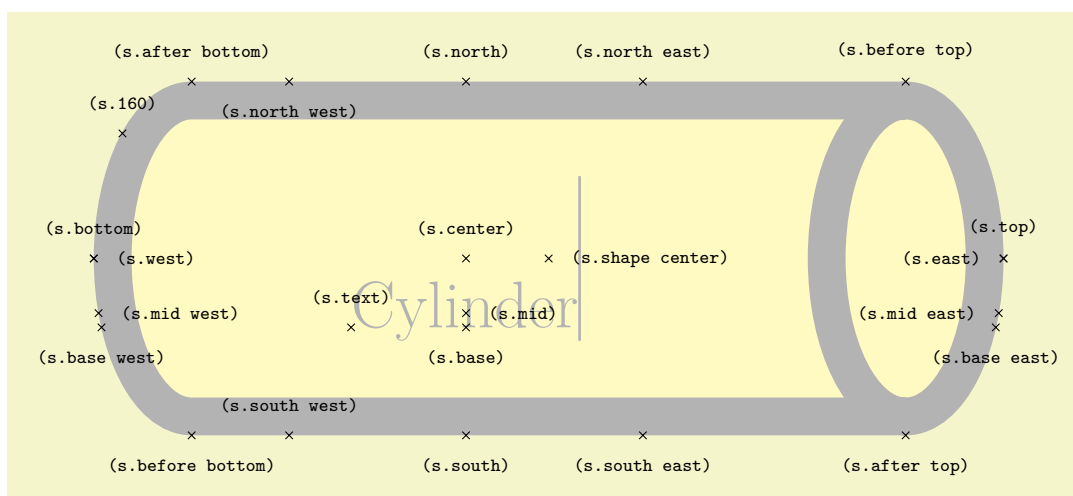 (s.after bottom) (s.north) (s.north east) (s.before top)
(s.160)
(s.north west)
(s.bottom) (s.center) (s.top)
(s.west) (s.shape center) (s.east)
(s.text)
Cylinder
(s.mid west) (s.mid) (s.mid east)
(s.base west) (s.base) (s.base east)
(s.south west)
(s.before bottom) (s.south) (s.south east) (s.after top)